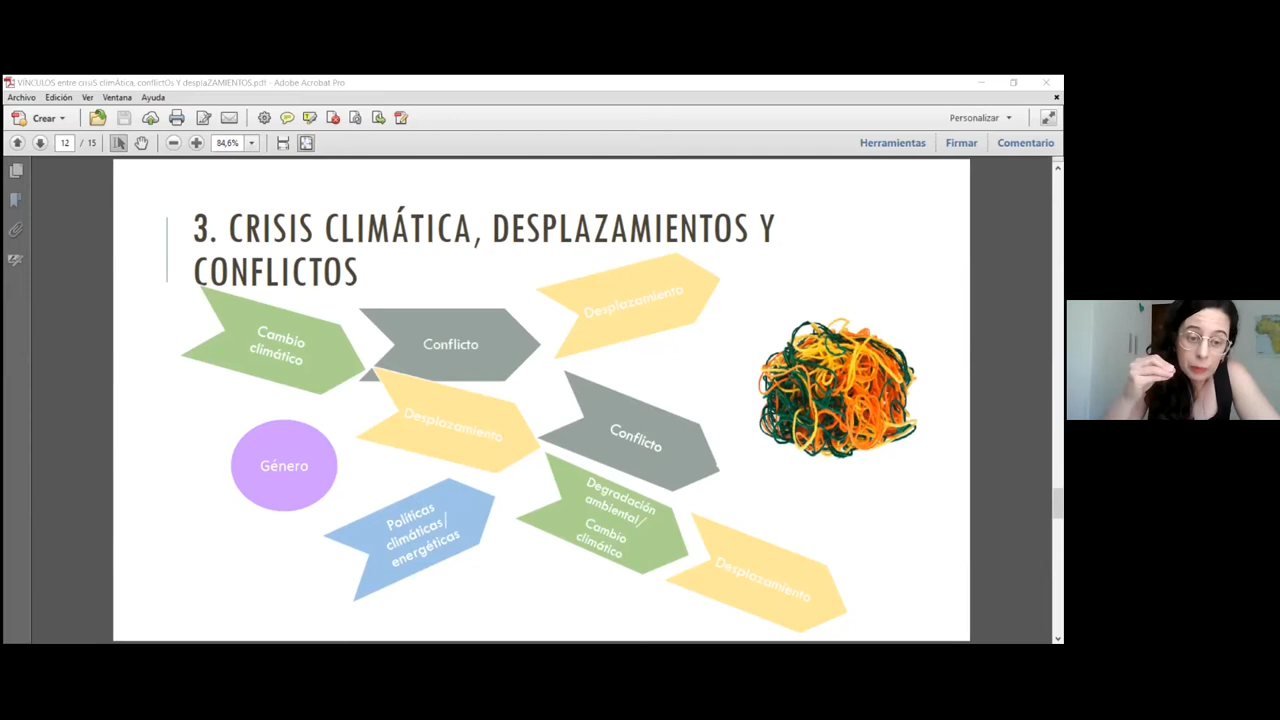 VÍNCULOS entre crisiS climÁtica, conflictOs Y desplaZAMIENTOS.pdf - Adobe Acrobat Pro
Archivo Edición Ver Ventana Ayuda
Crear Personalizar
12 / 15 84,6% Herramientas Firmar Comentario
3. CRISIS CLIMÁTICA, DESPLAZAMIENTOS Y
CONFLICTOS
Cambio
climático
Conflicto
Desplazamiento
Desplazamiento
Conflicto
Género
Políticas
climáticas/
energéticas
Degradación
ambiental/
Cambio
climático
Desplazamiento